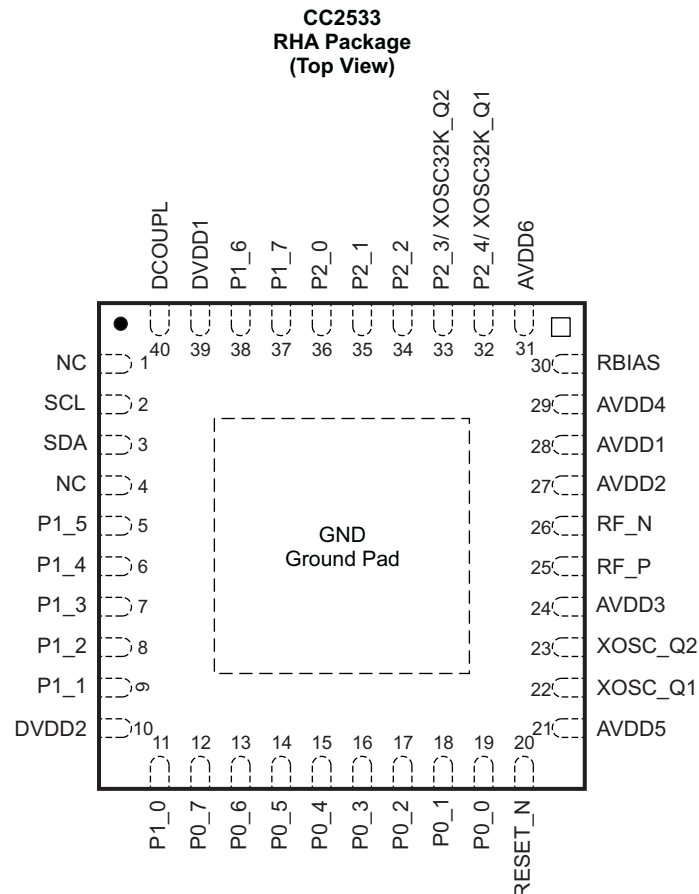 CC2533
RHA Package
(Top View)
DCOUPL
DVDD1
P1_6
P1_7
P2_0
P2_1
P2_2
P2_3/ XOSC32K_Q2
P2_4/ XOSC32K_Q1
AVDD6
40 39 38 37 36 35 34 33 32 31
NC 1
SCL 2
SDA 3
NC 4
P1_5 5
P1_4 6
P1_3 7
P1_2 8
P1_1 9
DVDD2 10
30 RBIAS
29 AVDD4
28 AVDD1
27 AVDD2
26 RF_N
25 RF_P
24 AVDD3
23 XOSC_Q2
22 XOSC_Q1
21 AVDD5
GND
Ground Pad
11 12 13 14 15 16 17 18 19 20
P1_0
P0_7
P0_6
P0_5
P0_4
P0_3
P0_2
P0_1
P0_0
RESET_N